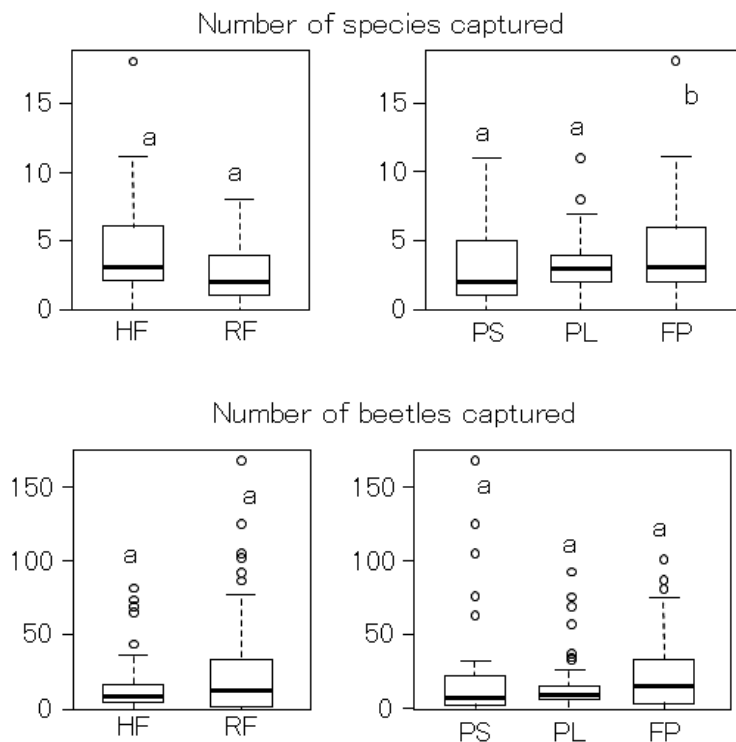 Number of species captured
15
10
5
0
a
a
HF
RF
15
10
5
0
a
a
b
PS
PL
FP
Number of beetles captured
150
100
50
0
a
a
HF
RF
150
100
50
0
a
a
a
PS
PL
FP